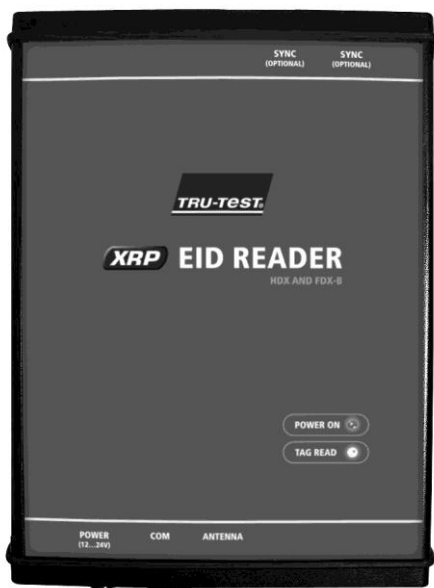 SYNC SYNC
(OPTIONAL) (OPTIONAL)
TRU-TEST®
XRP EID READER
HDX AND FDX-B
POWER ON
TAG READ
POWER COM ANTENNA
(12...24V)